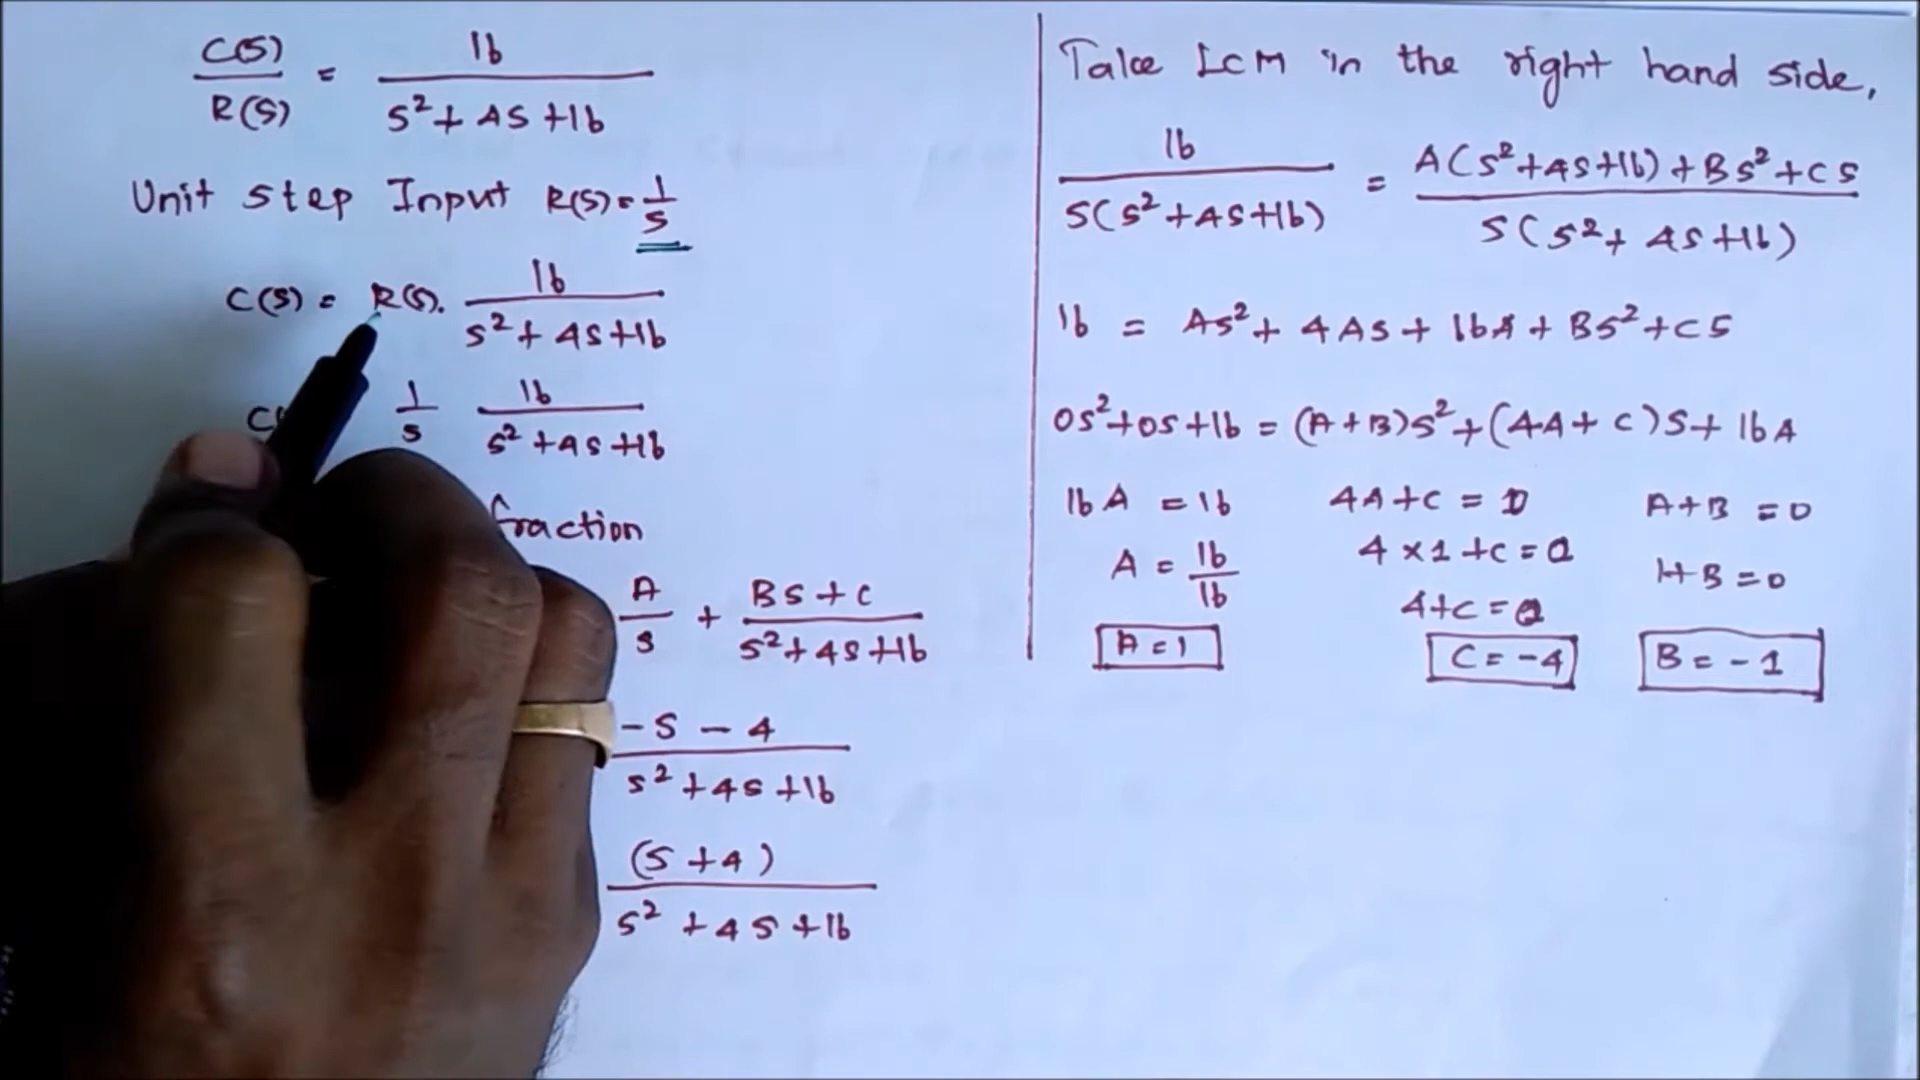 C(S)/R(S) = 16/(S²+4S+16)
Unit Step Input R(S) = 1/S
C(S) = R(S). 16/(S²+4S+16)
1/S 16/(S²+4S+16)
fraction
A/S + (BS+C)/(S²+4S+16)
(-S-4)/(S²+4S+16)
(S+4)/(S²+4S+16)
Take LCM in the right hand side,
16/(S(S²+4S+16)) = (A(S²+4S+16)+BS²+CS)/(S(S²+4S+16))
16 = AS²+4AS+16A+BS²+CS
0S²+0S+16 = (A+B)S²+(4A+C)S+16A
16A = 16 4A+C = 0 A+B = 0
A = 16/16 4×1+C = 0 1+B = 0
4+C = 0
A = 1 C = -4 B = -1